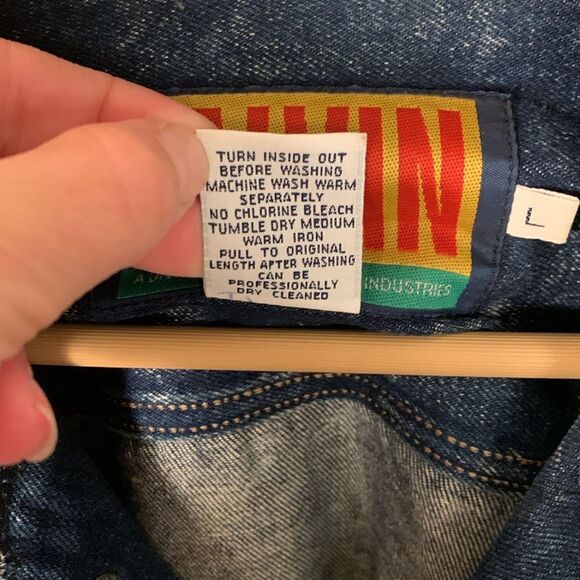 TURN INSIDE OUT
BEFORE WASHING
MACHINE WASH WARM
SEPARATELY
NO CHLORINE BLEACH
TUMBLE DRY MEDIUM
WARM IRON
PULL TO ORIGINAL
LENGTH AFTER WASHING
CAN BE
PROFESSIONALLY
DRY CLEANED
INDUSTRIES
L